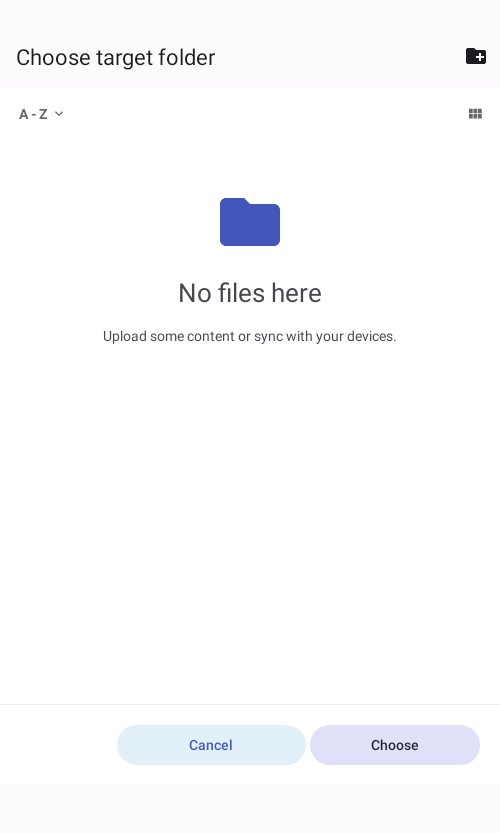 Choose target folder
A - Z
No files here
Upload some content or sync with your devices.
Cancel
Choose